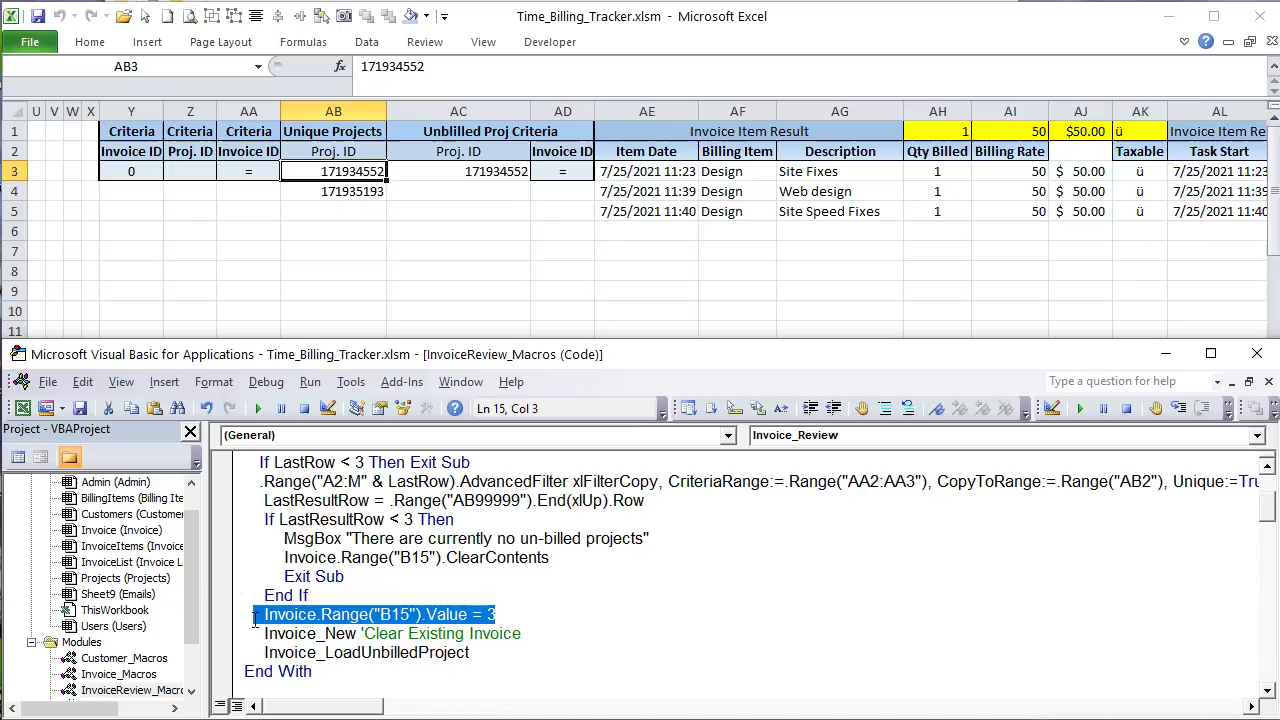 Time_Billing_Tracker.xlsm - Microsoft Excel
File Home Insert Page Layout Formulas Data Review View Developer
AB3 fx 171934552
U V W X Y Z AA AB AC AD AE AF AG AH AI AJ AK AL
1 Criteria Criteria Criteria Unique Projects Unblilled Proj Criteria Invoice Item Result 1 50 $50.00 ü Invoice Item Re
2 Invoice ID Proj. ID Invoice ID Proj. ID Proj. ID Invoice ID Item Date Billing Item Description Qty Billed Billing Rate Taxable Task Start
3 0 = 171934552 171934552 = 7/25/2021 11:23 Design Site Fixes 1 50 $ 50.00 ü 7/25/2021 11:23
4 171935193 7/25/2021 11:39 Design Web design 1 50 $ 50.00 ü 7/25/2021 11:39
5 7/25/2021 11:40 Design Site Speed Fixes 1 50 $ 50.00 ü 7/25/2021 11:40
6
7
8
9
10
11
Microsoft Visual Basic for Applications - Time_Billing_Tracker.xlsm - [InvoiceReview_Macros (Code)]
File Edit View Insert Format Debug Run Tools Add-Ins Window Help Type a question for help
Ln 15, Col 3
Project - VBAProject
(General) Invoice_Review
Admin (Admin)
BillingItems (Billing Ite
Customers (Customers
Invoice (Invoice)
InvoiceItems (Invoice
InvoiceList (Invoice L
Projects (Projects)
Sheet9 (Emails)
ThisWorkbook
Users (Users)
Modules
Customer_Macros
Invoice_Macros
InvoiceReview_Macro
If LastRow < 3 Then Exit Sub
.Range("A2:M" & LastRow).AdvancedFilter xlFilterCopy, CriteriaRange:=.Range("AA2:AA3"), CopyToRange:=.Range("AB2"), Unique:=Tru
LastResultRow = .Range("AB99999").End(xlUp).Row
If LastResultRow < 3 Then
MsgBox "There are currently no un-billed projects"
Invoice.Range("B15").ClearContents
Exit Sub
End If
Invoice.Range("B15").Value = 3
Invoice_New 'Clear Existing Invoice
Invoice_LoadUnbilledProject
End With